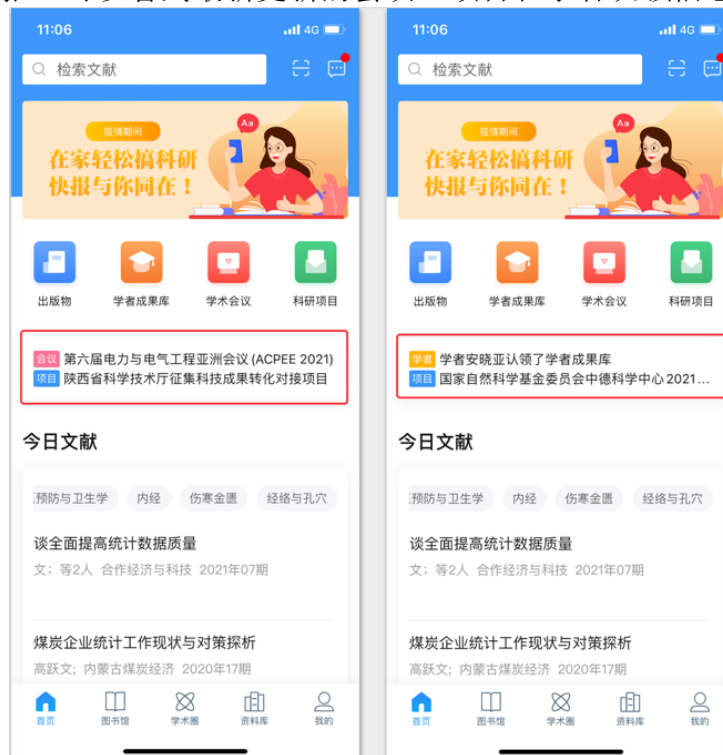 11:06
4G
检索文献
疫情期间
Aa
在家轻松搞科研
快报与你同在！
出版物
学者成果库
学术会议
科研项目
会议 第六届电力与电气工程亚洲会议 (ACPEE 2021)
项目 陕西省科学技术厅征集科技成果转化对接项目
今日文献
预防与卫生学
内经
伤寒金匮
经络与孔穴
谈全面提高统计数据质量
文; 等2人 合作经济与科技 2021年07期
煤炭企业统计工作现状与对策探析
高跃文; 内蒙古煤炭经济 2020年17期
首页
图书馆
学术圈
资料库
我的
11:06
4G
检索文献
疫情期间
Aa
在家轻松搞科研
快报与你同在！
出版物
学者成果库
学术会议
科研项目
学者 学者安晓亚认领了学者成果库
项目 国家自然科学基金委员会中德科学中心 2021...
今日文献
预防与卫生学
内经
伤寒金匮
经络与孔穴
谈全面提高统计数据质量
文; 等2人 合作经济与科技 2021年07期
煤炭企业统计工作现状与对策探析
高跃文; 内蒙古煤炭经济 2020年17期
首页
图书馆
学术圈
资料库
我的